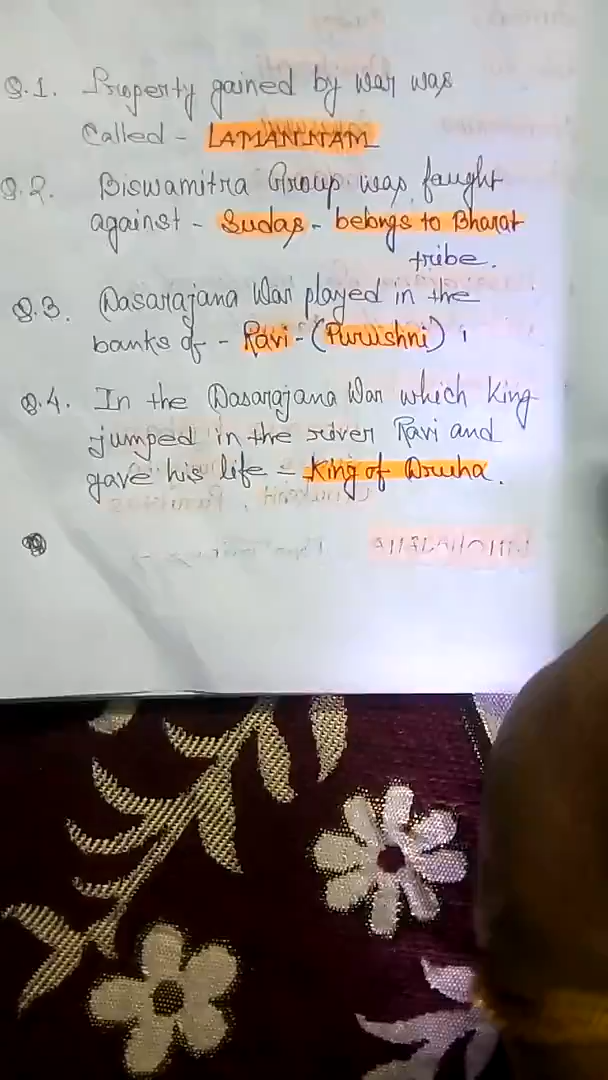 Q.1. Property gained by war was
Called - LAMANINAM
Q.2. Biswamitra Group was faught
against - Sudas - belongs to Bharat
tribe.
Q.3. Dasarajana War played in the
banks of - Ravi - (Purushni)
Q.4. In the Dasarajana War which King
jumped in the river Ravi and
gave his life - King of Druha.